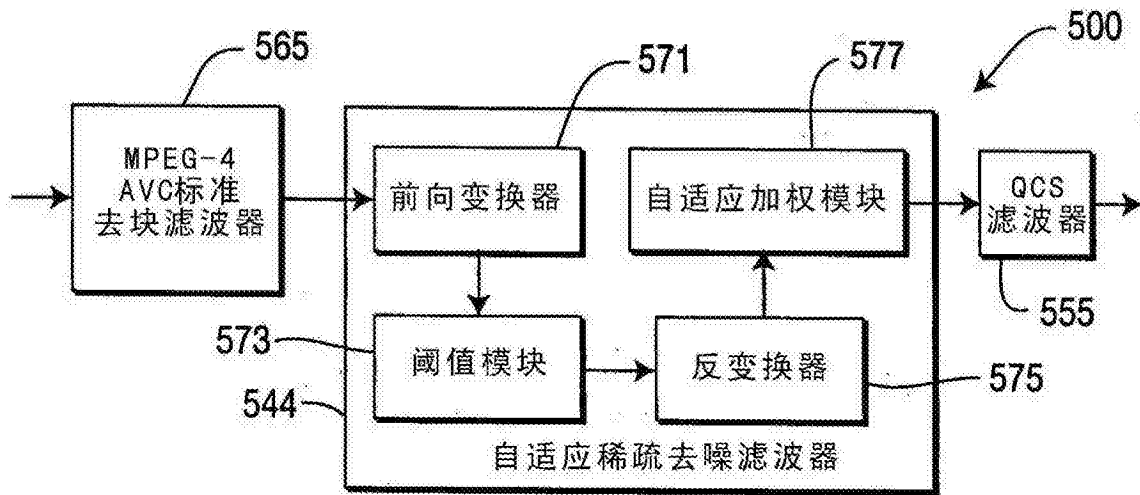 565
571
577
500
MPEG-4
AVC标准
去块滤波器
前向变换器
自适应加权模块
QCS
滤波器
573
阈值模块
反变换器
575
555
544
自适应稀疏去噪滤波器